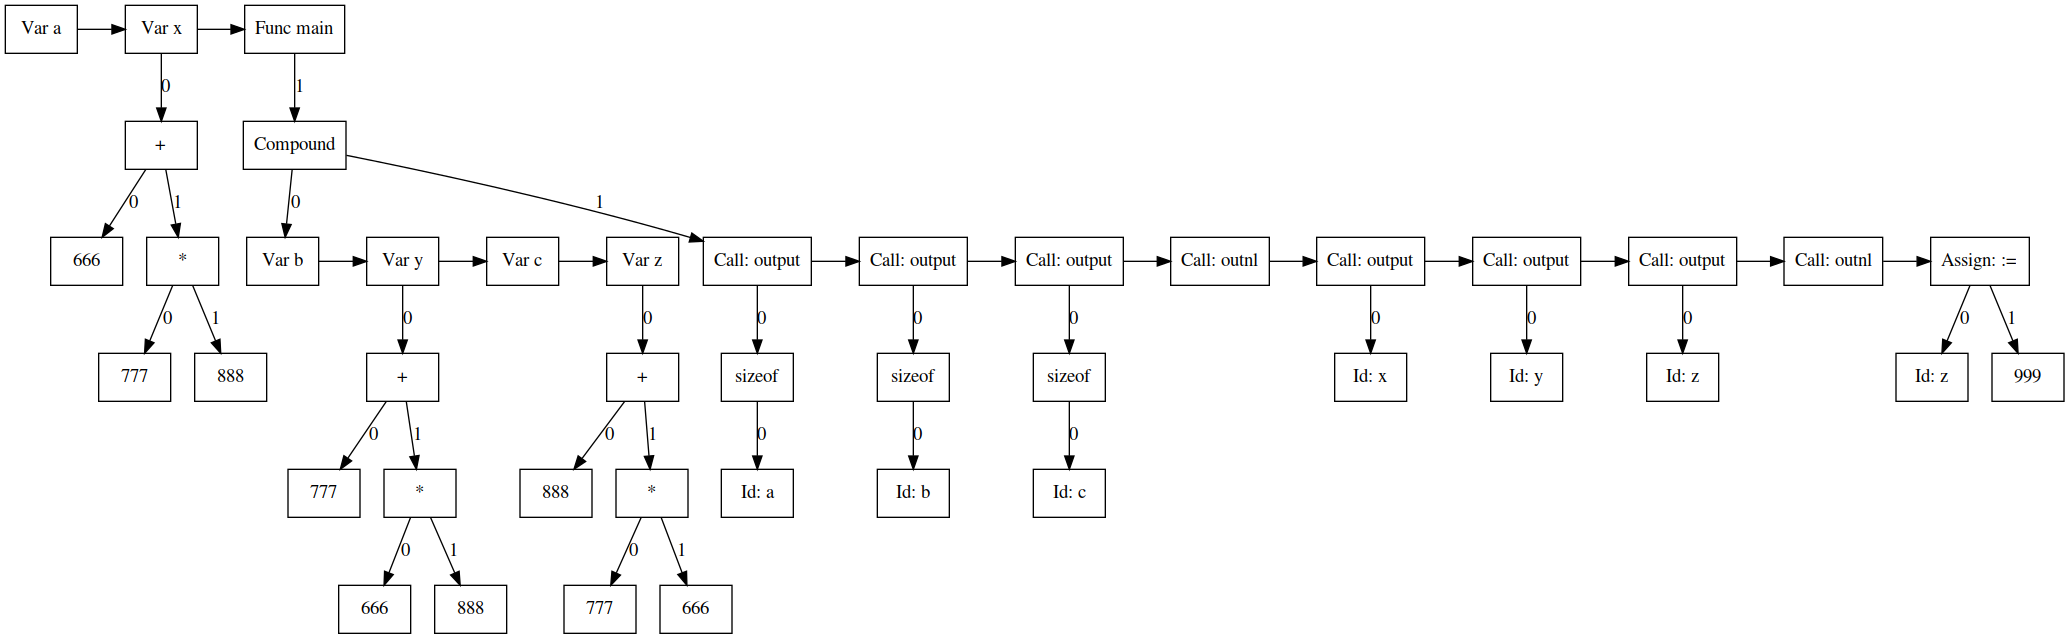 Var a
Var x
Func main
0
1
+
Compound
0
1
0
1
666
*
Var b
Var y
Var c
Var z
Call: output
Call: output
Call: output
Call: outnl
Call: output
Call: output
Call: output
Call: outnl
Assign: :=
0
1
0
0
0
0
0
0
0
0
0
1
777
888
+
+
sizeof
sizeof
sizeof
Id: x
Id: y
Id: z
Id: z
999
0
1
0
1
0
0
0
777
*
888
*
Id: a
Id: b
Id: c
0
1
0
1
666
888
777
666